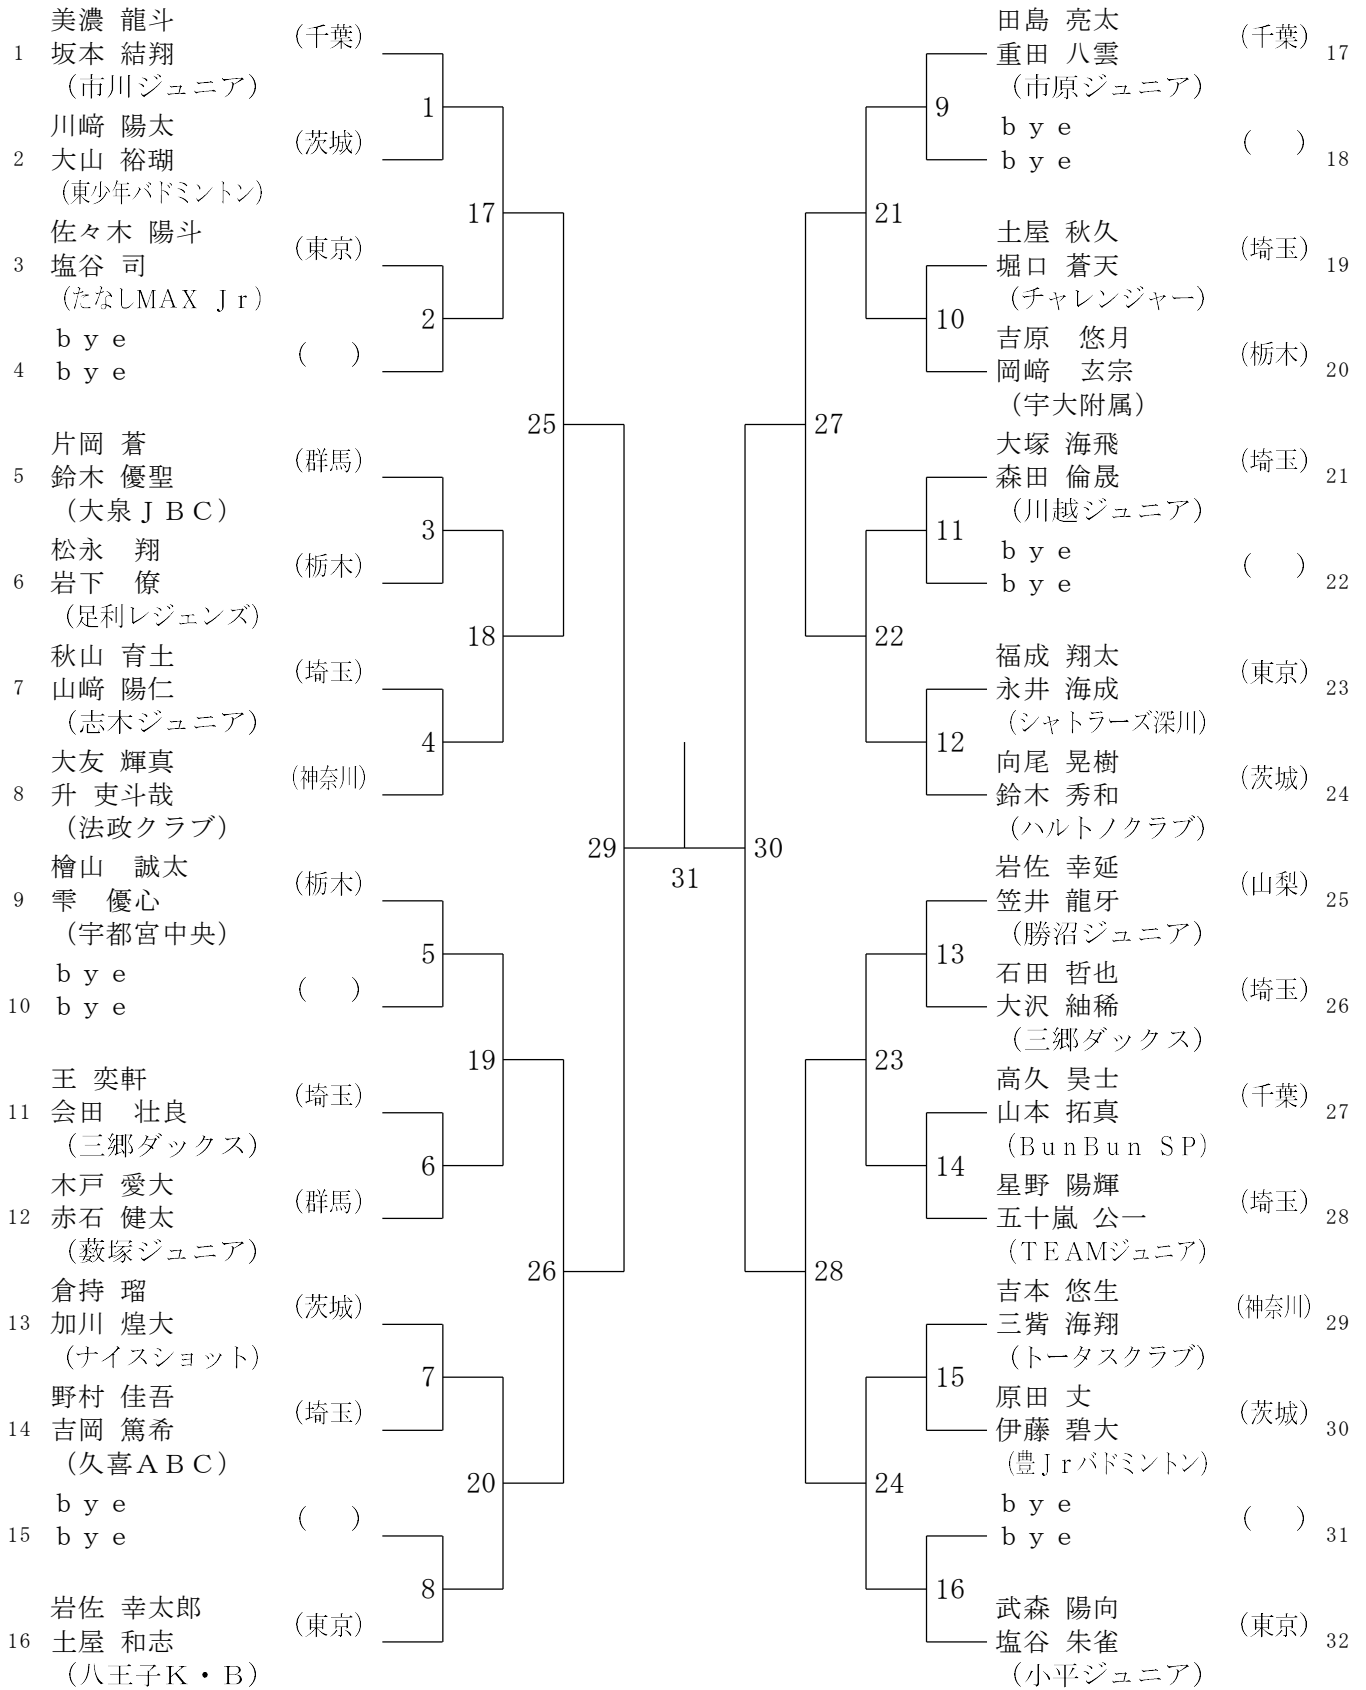 美濃 龍斗
(千葉)
1 坂本 結翔
(市川ジュニア)
1
川﨑 陽太
(茨城)
2 大山 裕瑚
(東少年バドミントン)
17
佐々木 陽斗
(東京)
3 塩谷 司
(たなしMAX Jr)
2
bye
( )
4 bye
25
片岡 蒼
(群馬)
5 鈴木 優聖
(大泉JBC)
3
松永 翔
(栃木)
6 岩下 僚
(足利レジェンズ)
18
秋山 育土
(埼玉)
7 山﨑 陽仁
(志木ジュニア)
4
大友 輝真
(神奈川)
8 升 吏斗哉
(法政クラブ)
29
31
檜山 誠太
(栃木)
9 雫 優心
(宇都宮中央)
5
bye
( )
10 bye
19
王 奕軒
(埼玉)
11 会田 壮良
(三郷ダックス)
6
木戸 愛大
(群馬)
12 赤石 健太
(薮塚ジュニア)
26
倉持 瑠
(茨城)
13 加川 煌大
(ナイスショット)
7
野村 佳吾
(埼玉)
14 吉岡 篤希
(久喜ABC)
20
bye
( )
15 bye
8
岩佐 幸太郎
(東京)
16 土屋 和志
(八王子K・B)
田島 亮太
(千葉)
重田 八雲 17
(市原ジュニア)
9
bye
( )
bye 18
21
土屋 秋久
(埼玉)
堀口 蒼天 19
(チャレンジャー)
10
吉原 悠月
(栃木)
岡﨑 玄宗 20
(宇大附属)
27
大塚 海飛
(埼玉)
森田 倫晟 21
(川越ジュニア)
11
bye
( )
bye 22
22
福成 翔太
(東京)
永井 海成 23
(シャトラーズ深川)
12
向尾 晃樹
(茨城)
鈴木 秀和 24
(ハルトノクラブ)
30
岩佐 幸延
(山梨)
笠井 龍牙 25
(勝沼ジュニア)
13
石田 哲也
(埼玉)
大沢 紬稀 26
(三郷ダックス)
23
高久 昊士
(千葉)
山本 拓真 27
(BunBun SP)
14
星野 陽輝
(埼玉)
五十嵐 公一 28
(TEAMジュニア)
28
吉本 悠生
(神奈川)
三觜 海翔 29
(トータスクラブ)
15
原田 丈
(茨城)
伊藤 碧大 30
(豊Jrバドミントン)
24
bye
( )
bye 31
16
武森 陽向
(東京)
塩谷 朱雀 32
(小平ジュニア)